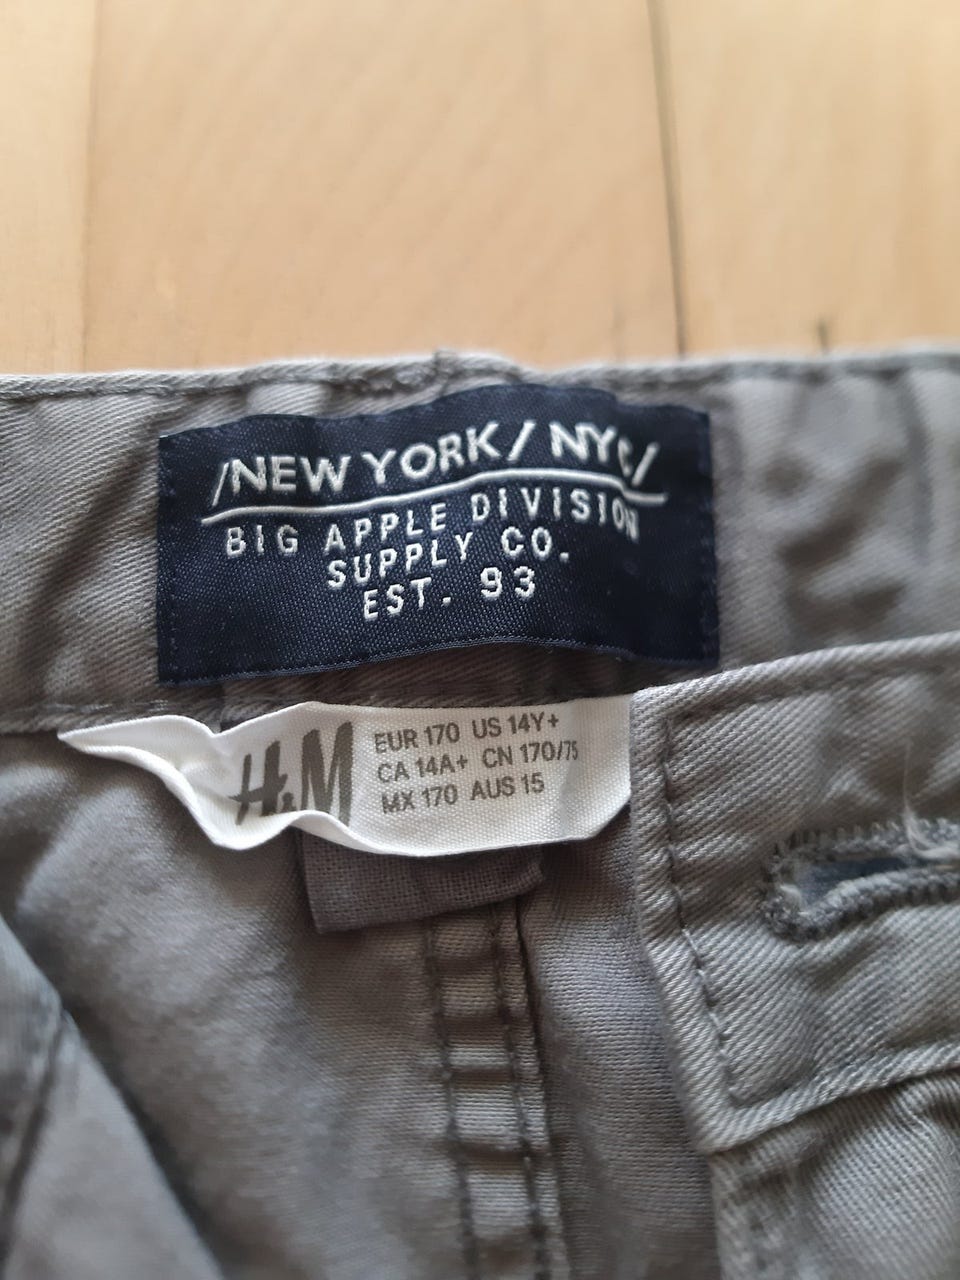 /NEW YORK/ NYC/
BIG APPLE DIVISION
SUPPLY CO.
EST. 93
H&M
EUR 170 US 14Y+
CA 14A+ CN 170/75
MX 170 AUS 15